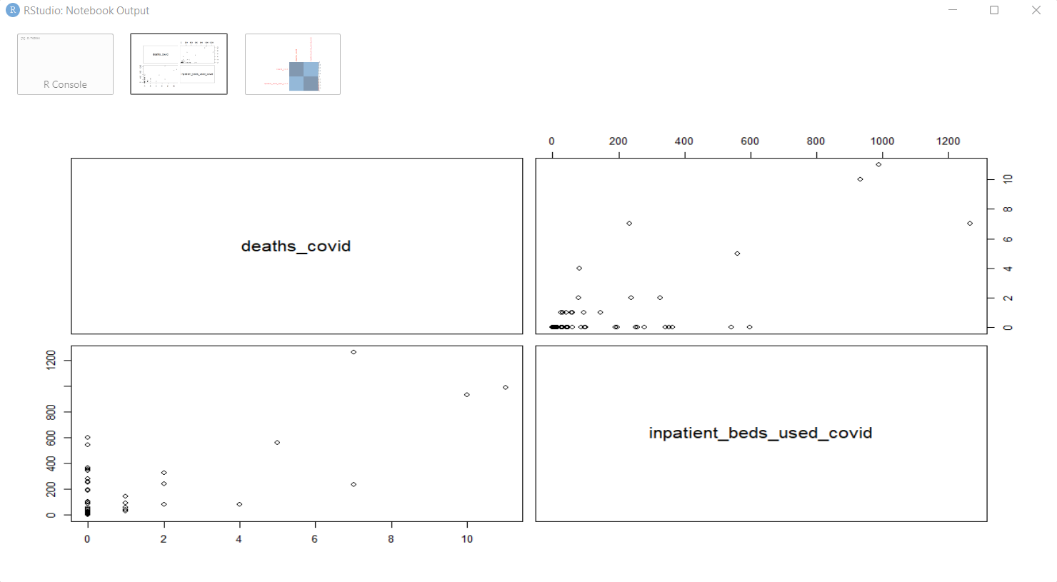 RStudio: Notebook Output
R Console
0 200 400 600 800 1000 1200
deaths_covid
10
8
6
4
2
0
1200
800
600
400
200
0
inpatient_beds_used_covid
0 2 4 6 8 10